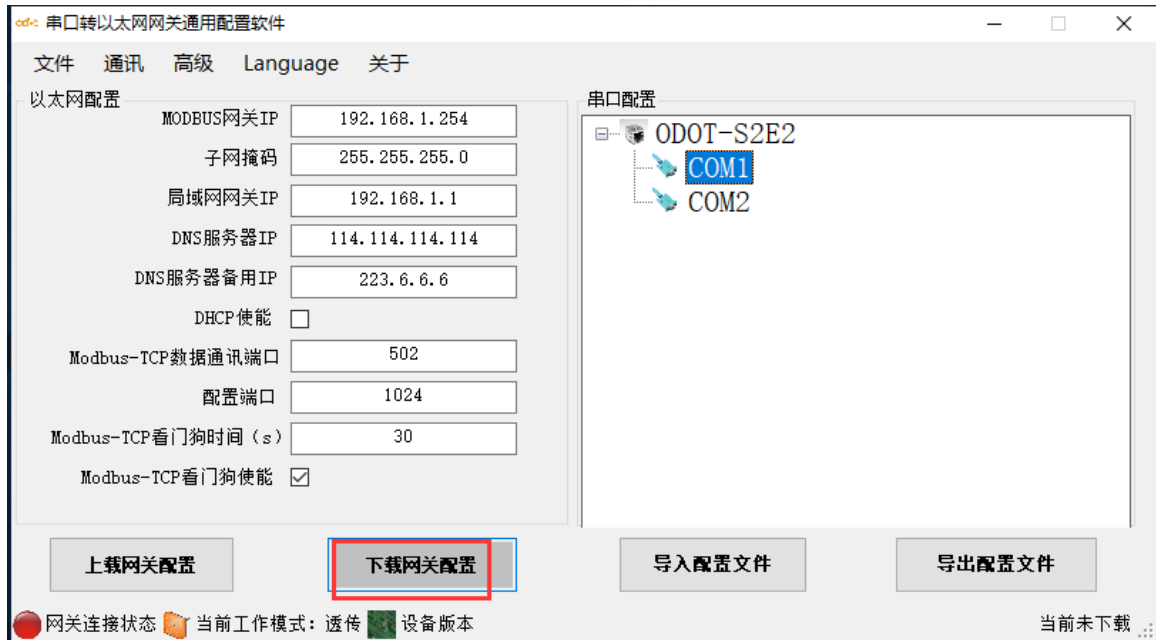 串口转以太网网关通用配置软件
文件 通讯 高级 Language 关于
以太网配置
MODBUS网关IP 192.168.1.254
子网掩码 255.255.255.0
局域网网关IP 192.168.1.1
DNS服务器IP 114.114.114.114
DNS服务器备用IP 223.6.6.6
DHCP使能
Modbus-TCP数据通讯端口 502
配置端口 1024
Modbus-TCP看门狗时间（s） 30
Modbus-TCP看门狗使能
串口配置
ODOT-S2E2
COM1
COM2
上载网关配置 下载网关配置 导入配置文件 导出配置文件
网关连接状态 当前工作模式：透传 设备版本 当前未下载